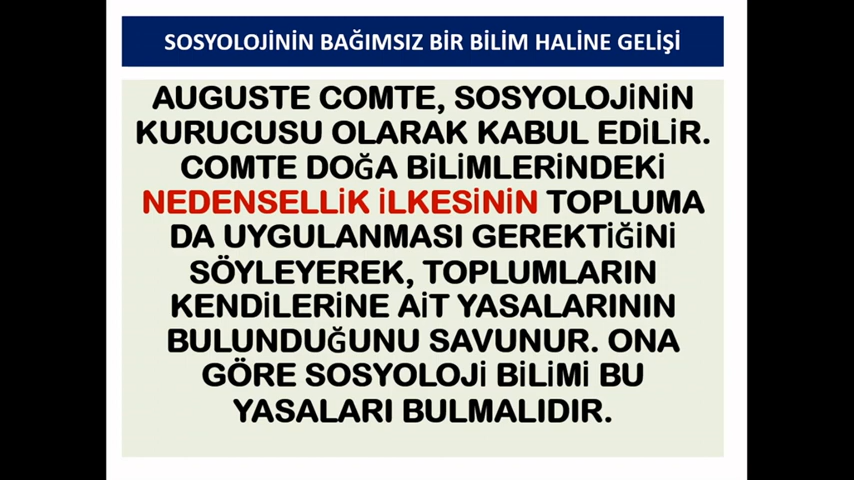 SOSYOLOJİNİN BAĞIMSIZ BİR BİLİM HALİNE GELİŞİ
AUGUSTE COMTE, SOSYOLOJİNİN
KURUCUSU OLARAK KABUL EDİLİR.
COMTE DOĞA BİLİMLERİNDEKİ
NEDENSELLİK İLKESİNİN TOPLUMA
DA UYGULANMASI GEREKTİĞİNİ
SÖYLEYEREK, TOPLUMLARIN
KENDİLERİNE AİT YASALARININ
BULUNDUĞUNU SAVUNUR. ONA
GÖRE SOSYOLOJİ BİLİMİ BU
YASALARI BULMALIDIR.